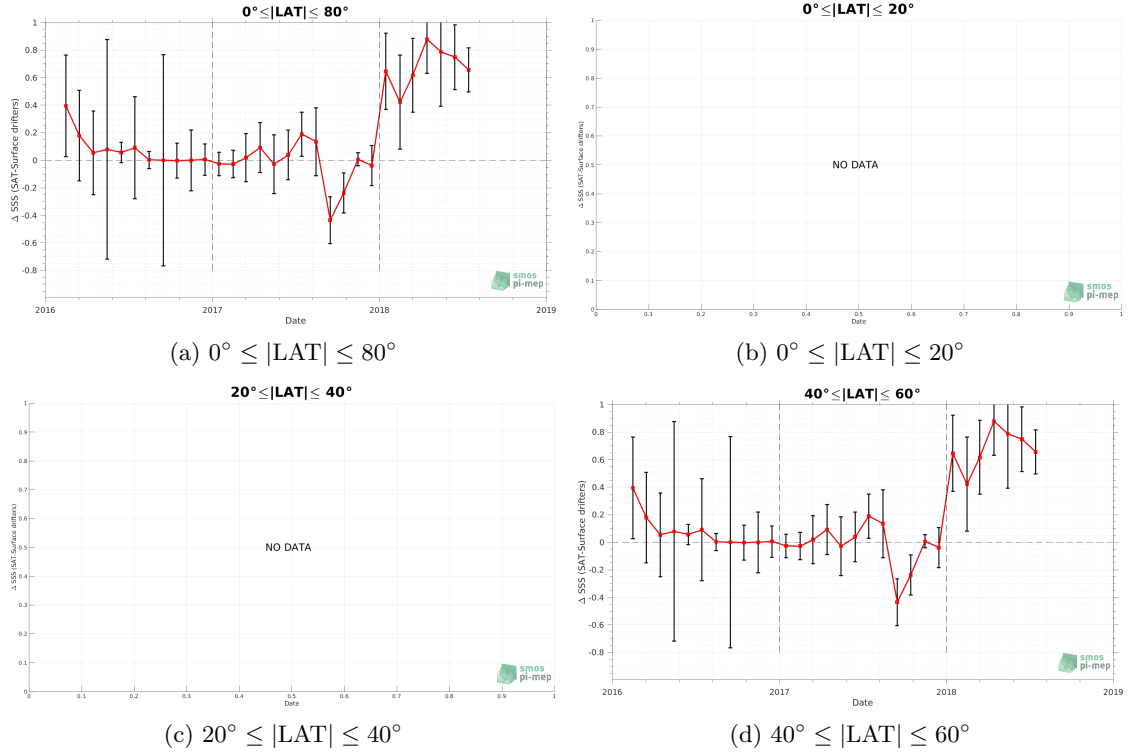 0°≤|LAT|≤ 80°
Δ SSS (SAT-Surface drifters)
1
0.8
0.6
0.4
0.2
0
-0.2
-0.4
-0.6
-0.8
2016
2017
2018
2019
Date
smos
pi-mep
(a) 0° ≤ |LAT| ≤ 80°
0°≤|LAT|≤ 20°
Δ SSS (SAT-Surface drifters)
1
0.9
0.8
0.7
0.6
0.5
0.4
0.3
0.2
0.1
0
NO DATA
0
0.1
0.2
0.3
0.4
0.5
0.6
0.7
0.8
0.9
1
Date
smos
pi-mep
(b) 0° ≤ |LAT| ≤ 20°
20°≤|LAT|≤ 40°
Δ SSS (SAT-Surface drifters)
1
0.9
0.8
0.7
0.6
0.5
0.4
0.3
0.2
0.1
0
NO DATA
0
0.1
0.2
0.3
0.4
0.5
0.6
0.7
0.8
0.9
1
Date
smos
pi-mep
(c) 20° ≤ |LAT| ≤ 40°
40°≤|LAT|≤ 60°
Δ SSS (SAT-Surface drifters)
1
0.8
0.6
0.4
0.2
0
-0.2
-0.4
-0.6
-0.8
2016
2017
2018
2019
Date
smos
pi-mep
(d) 40° ≤ |LAT| ≤ 60°